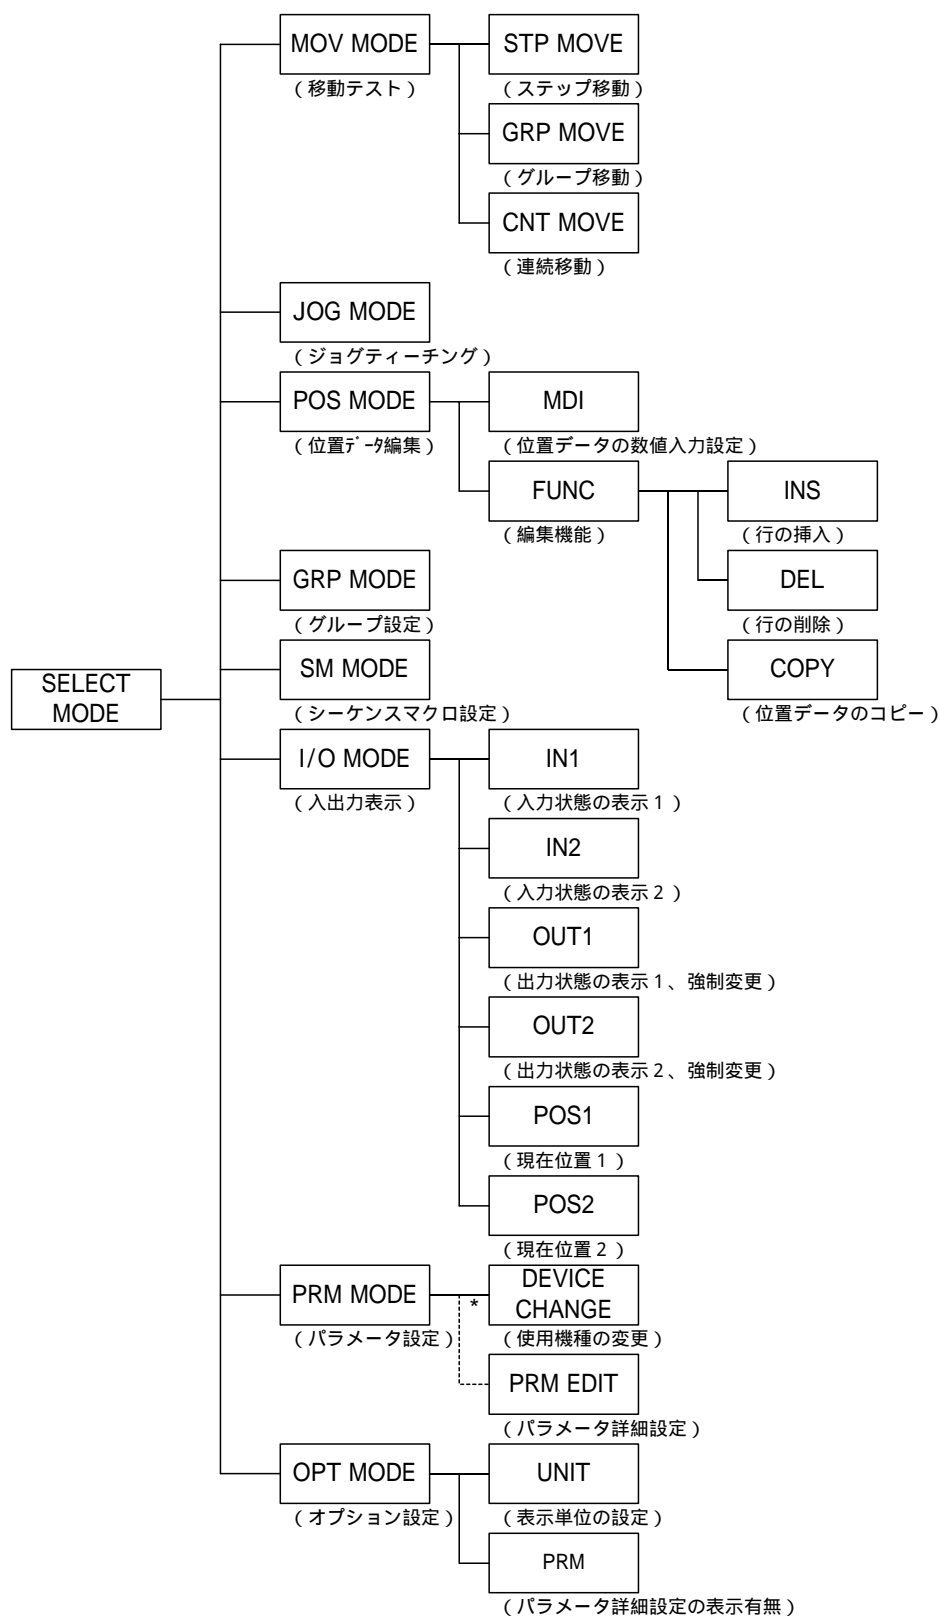 MOV MODE
（移動テスト）
STP MOVE
（ステップ移動）
GRP MOVE
（グループ移動）
CNT MOVE
（連続移動）
JOG MODE
（ジョグティーチング）
POS MODE
（位置ﾃﾞｰﾀ編集）
MDI
（位置データの数値入力設定）
FUNC
（編集機能）
INS
（行の挿入）
DEL
（行の削除）
COPY
（位置データのコピー）
GRP MODE
（グループ設定）
SELECT
MODE
SM MODE
（シーケンスマクロ設定）
I/O MODE
（入出力表示）
IN1
（入力状態の表示１）
IN2
（入力状態の表示２）
OUT1
（出力状態の表示１、強制変更）
OUT2
（出力状態の表示２、強制変更）
POS1
（現在位置１）
POS2
（現在位置２）
PRM MODE
（パラメータ設定）
*
DEVICE
CHANGE
（使用機種の変更）
PRM EDIT
（パラメータ詳細設定）
OPT MODE
（オプション設定）
UNIT
（表示単位の設定）
PRM
（パラメータ詳細設定の表示有無）